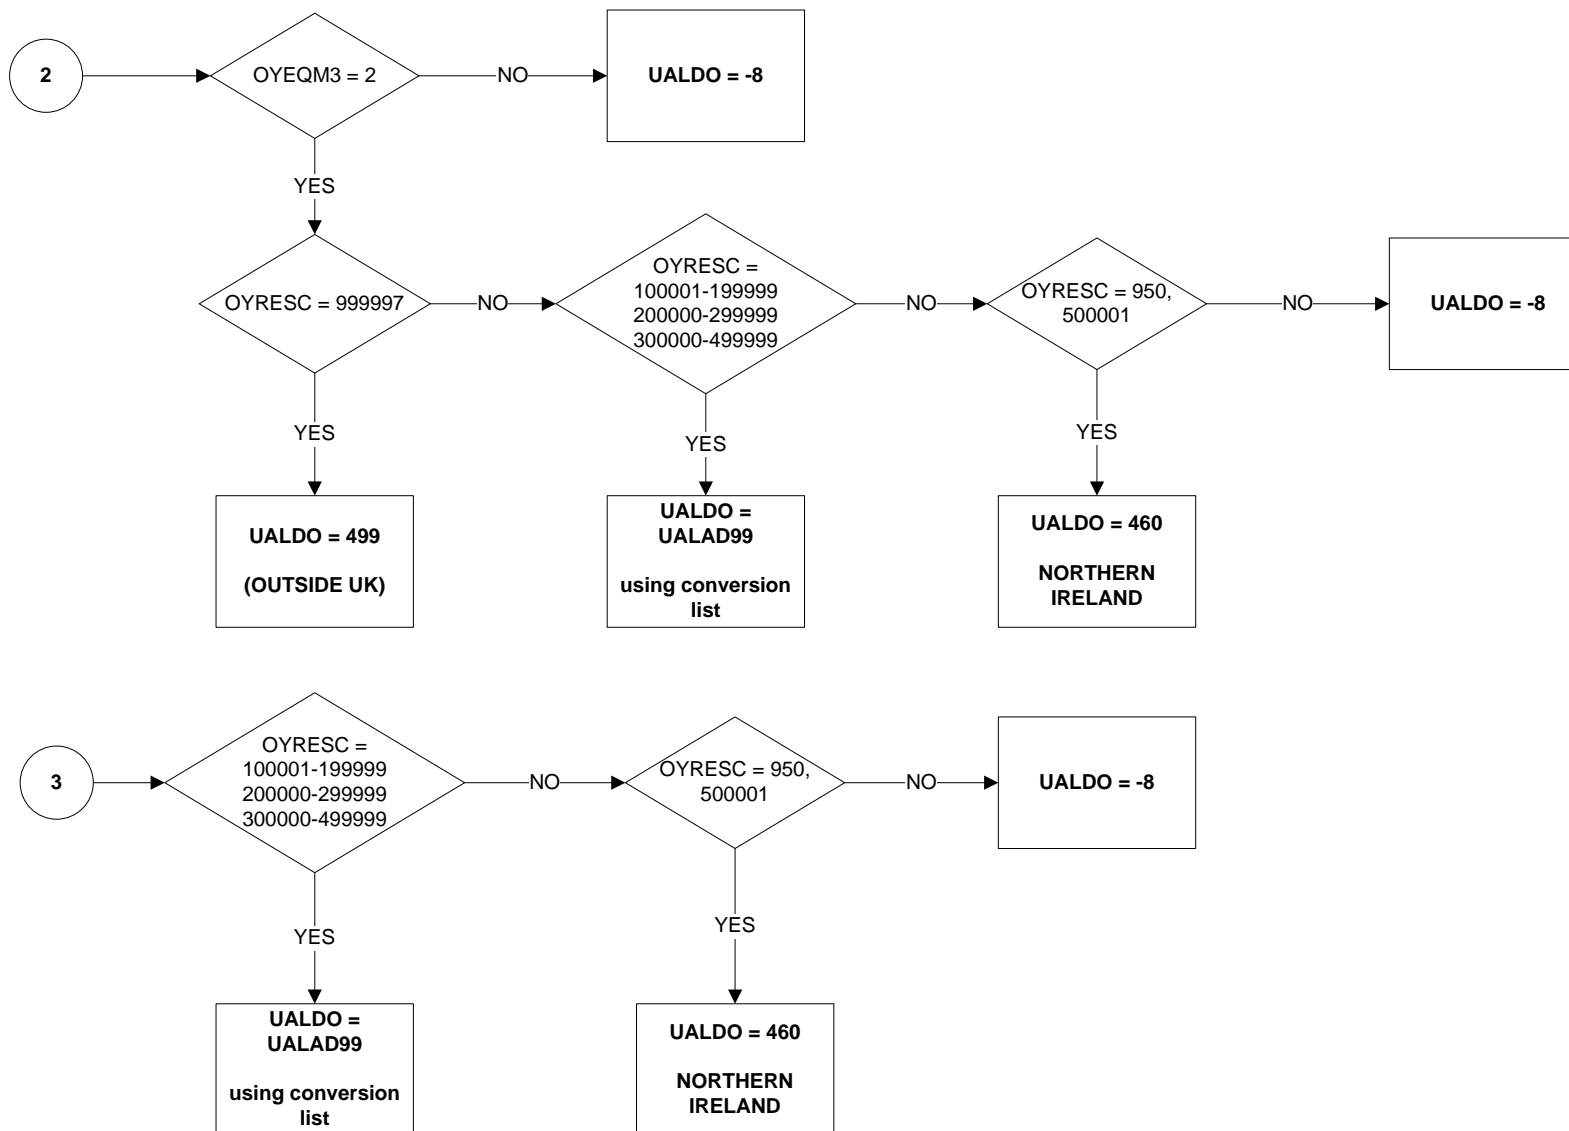 2
OYEQM3 = 2
NO
UALDO = -8
YES
OYRESC = 999997
NO
OYRESC =
100001-199999
200000-299999
300000-499999
NO
OYRESC = 950,
500001
NO
UALDO = -8
YES
YES
YES
UALDO = 499
(OUTSIDE UK)
UALDO =
UALAD99
using conversion
list
UALDO = 460
NORTHERN
IRELAND
3
OYRESC =
100001-199999
200000-299999
300000-499999
NO
OYRESC = 950,
500001
NO
UALDO = -8
YES
YES
UALDO =
UALAD99
using conversion
list
UALDO = 460
NORTHERN
IRELAND